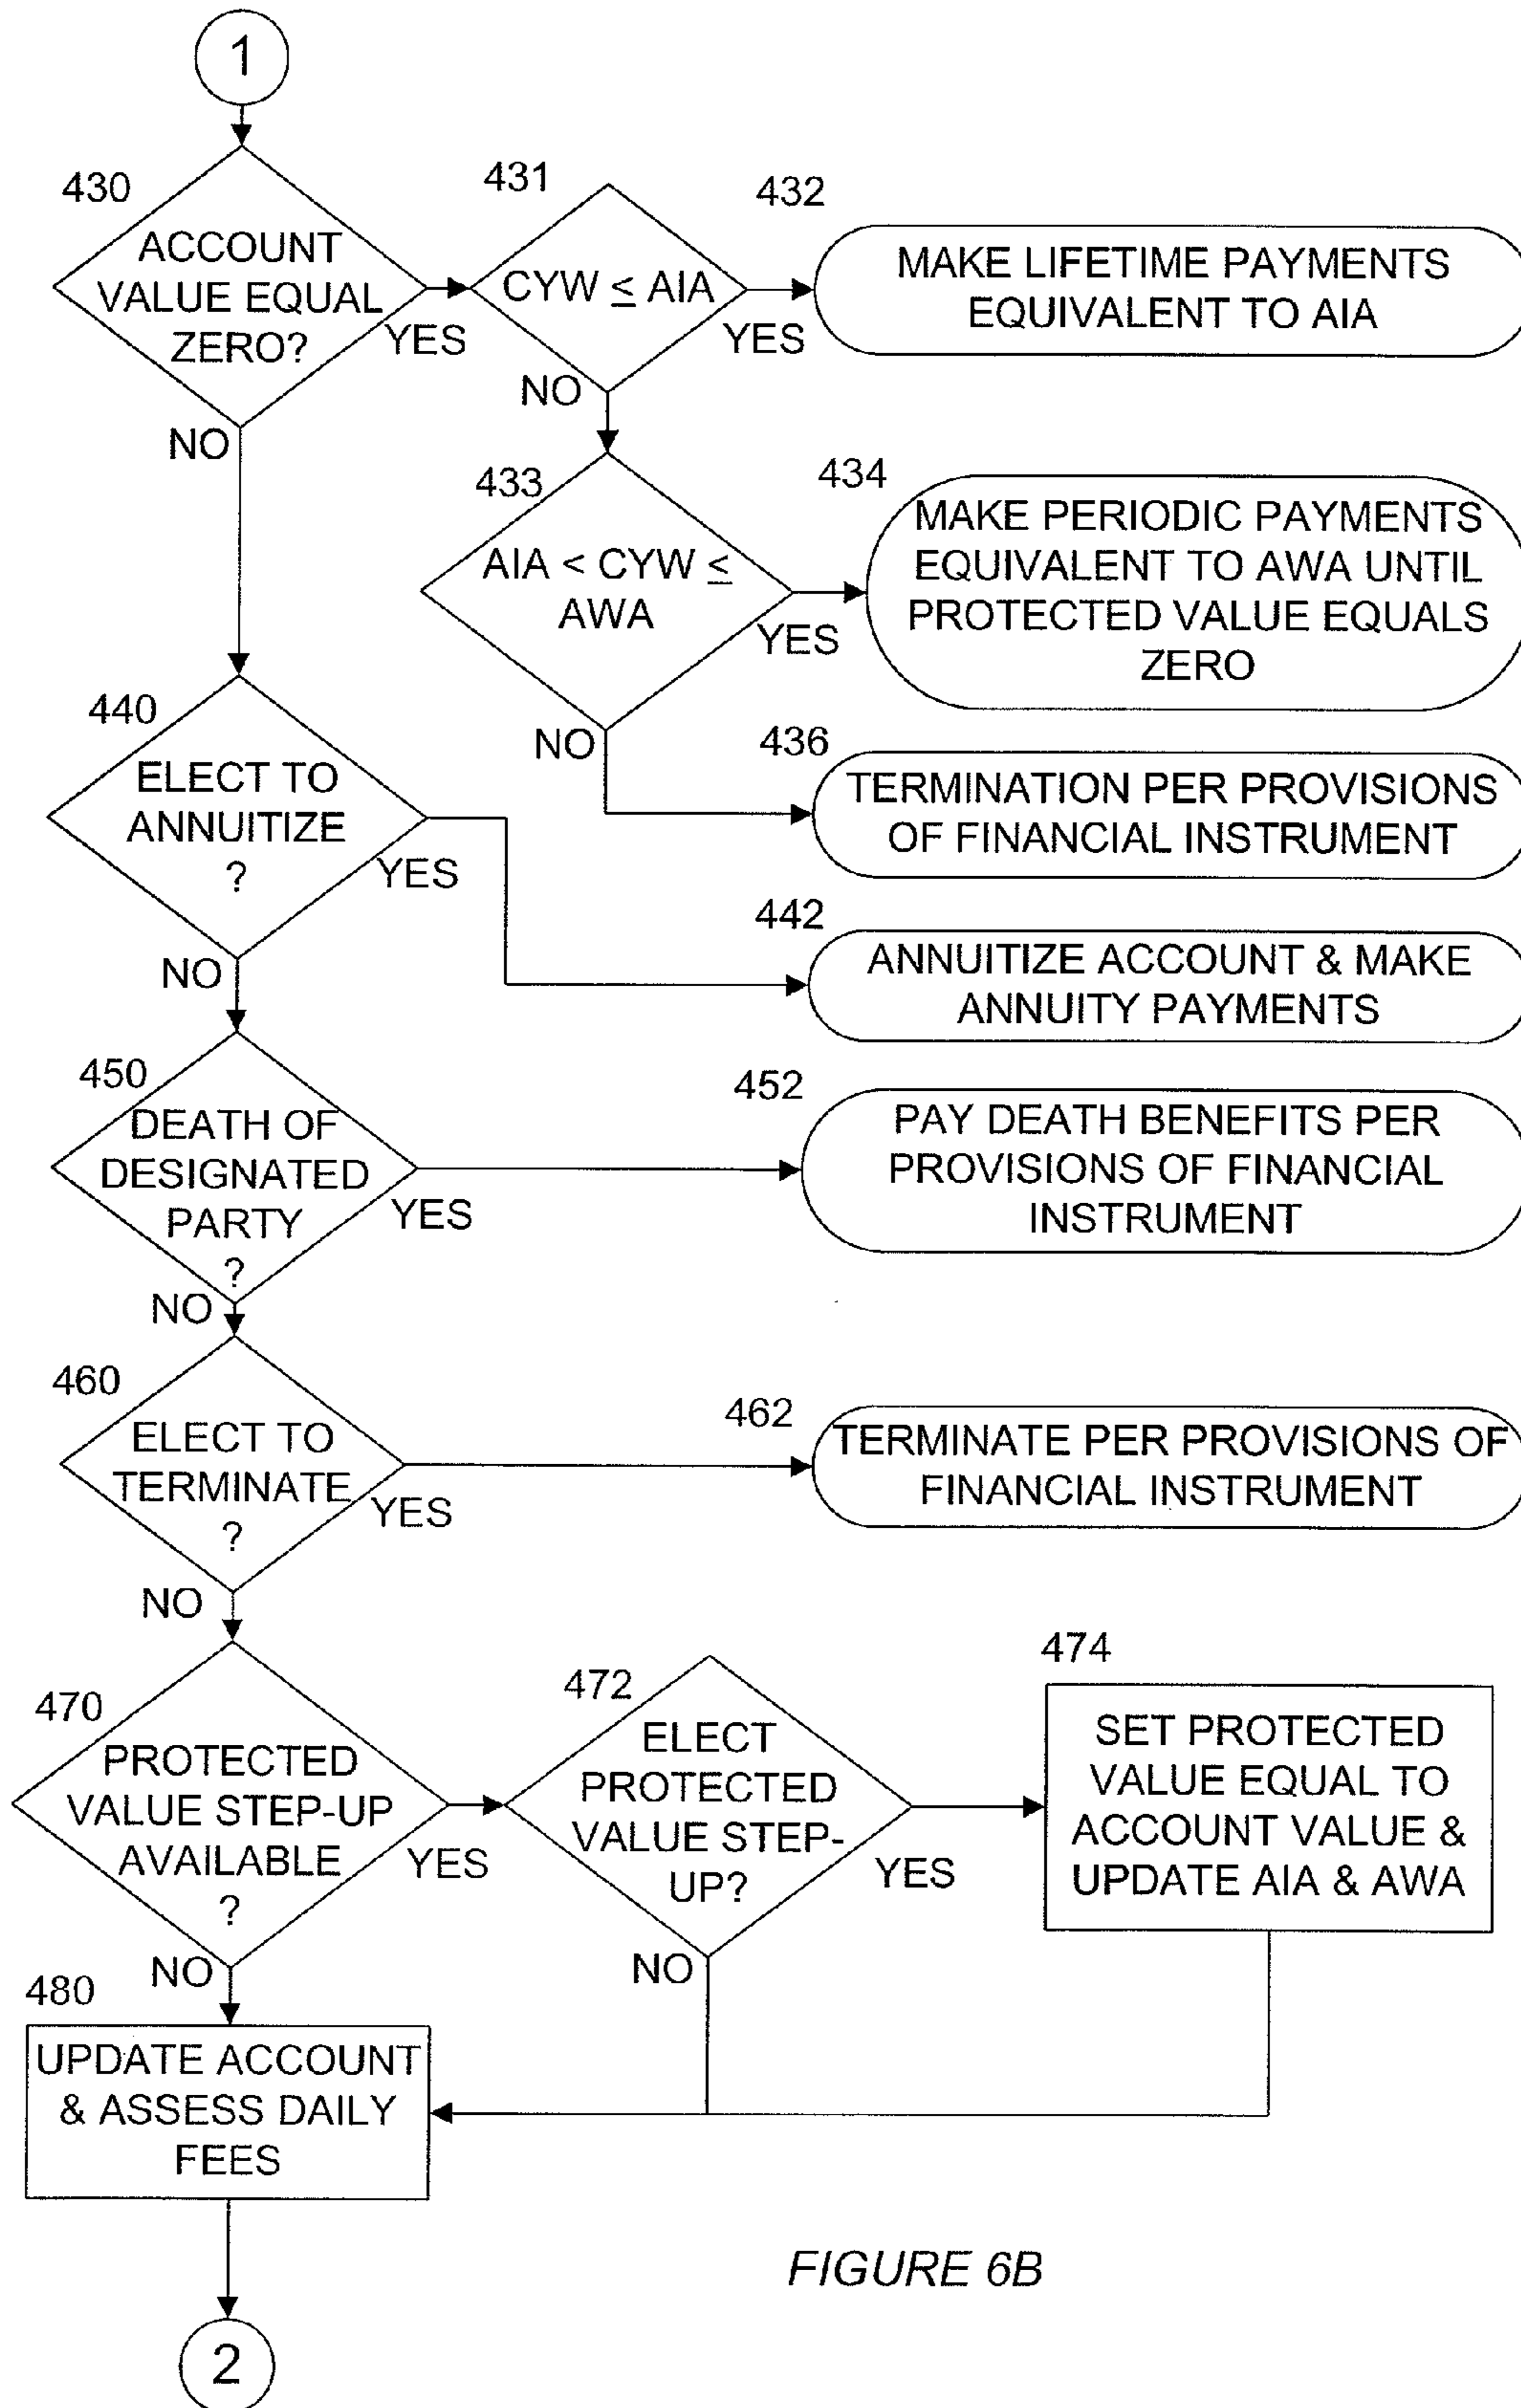 1
430
ACCOUNT
VALUE EQUAL
ZERO?
YES
NO
431
CYW ≤ AIA
YES
NO
432
MAKE LIFETIME PAYMENTS
EQUIVALENT TO AIA
433
AIA < CYW ≤
AWA
YES
NO
434
MAKE PERIODIC PAYMENTS
EQUIVALENT TO AWA UNTIL
PROTECTED VALUE EQUALS
ZERO
436
TERMINATION PER PROVISIONS
OF FINANCIAL INSTRUMENT
440
ELECT TO
ANNUITIZE
?
YES
NO
442
ANNUITIZE ACCOUNT & MAKE
ANNUITY PAYMENTS
450
DEATH OF
DESIGNATED
PARTY
?
YES
NO
452
PAY DEATH BENEFITS PER
PROVISIONS OF FINANCIAL
INSTRUMENT
460
ELECT TO
TERMINATE
?
YES
NO
462
TERMINATE PER PROVISIONS OF
FINANCIAL INSTRUMENT
470
PROTECTED
VALUE STEP-UP
AVAILABLE
?
YES
NO
472
ELECT
PROTECTED
VALUE STEP-
UP?
YES
NO
474
SET PROTECTED
VALUE EQUAL TO
ACCOUNT VALUE &
UPDATE AIA & AWA
480
UPDATE ACCOUNT
& ASSESS DAILY
FEES
2
FIGURE 6B